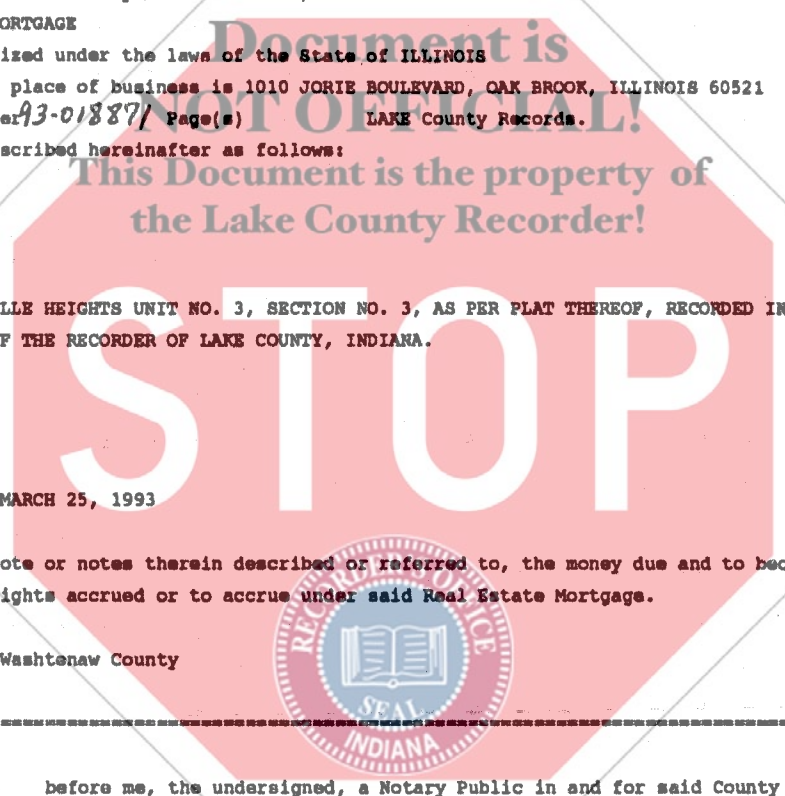 ORTGAGE
Document is
ized under the laws of the State of ILLINOIS
place of business is 1010 JORIE BOULEVARD, OAK BROOK, ILLINOIS 60521
er 93-018871 Page(s) LAKE County Records.
NOT OFFICIAL!
scribed hereinafter as follows:
This Document is the property of
the Lake County Recorder!
LLE HEIGHTS UNIT NO. 3, SECTION NO. 3, AS PER PLAT THEREOF, RECORDED IN
F THE RECORDER OF LAKE COUNTY, INDIANA.
STOP
MARCH 25, 1993
ote or notes therein described or referred to, the money due and to bec
ights accrued or to accrue under said Real Estate Mortgage.
RECORDER'S OFFICE
Washtenaw County
SEAL
INDIANA
before me, the undersigned, a Notary Public in and for said County